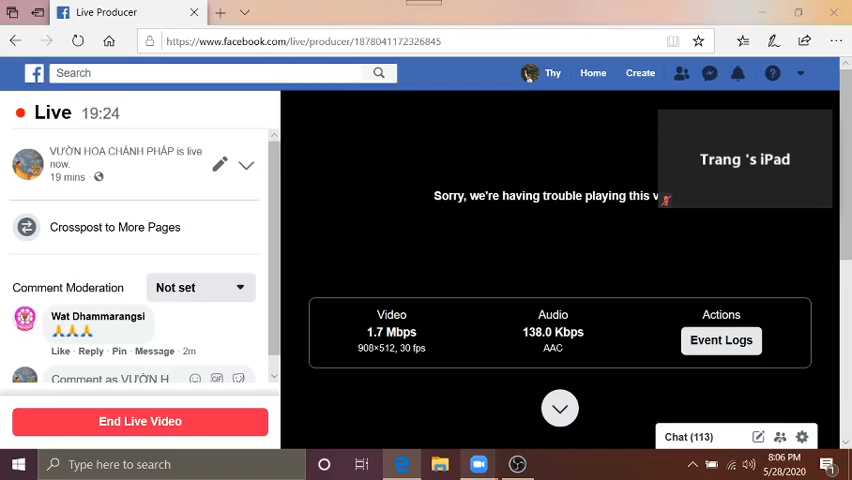 Live Producer
https://www.facebook.com/live/producer/1878041172326845
Search
Thy
Home
Create
Live 19:24
VƯỜN HOA CHÁNH PHÁP is live
now.
19 mins
Crosspost to More Pages
Comment Moderation
Not set
Wat Dhammarangsi
🙏🙏🙏
Like · Reply · Pin · Message · 2m
Comment as VƯỜN H
End Live Video
Trang 's iPad
Sorry, we're having trouble playing this v
Video
1.7 Mbps
908×512, 30 fps
Audio
138.0 Kbps
AAC
Actions
Event Logs
Chat (113)
Type here to search
8:06 PM
5/28/2020
1